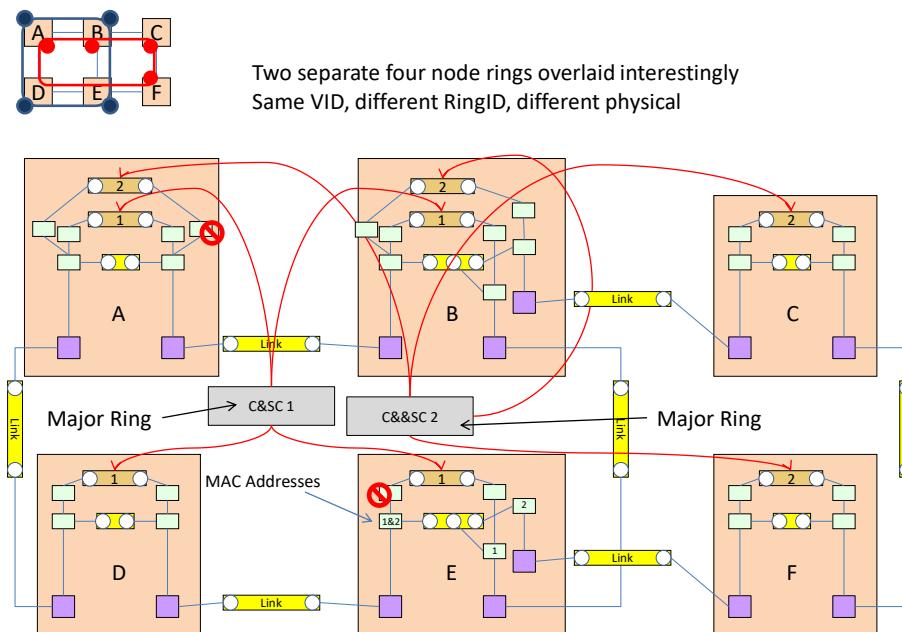 A B C
D E F
Two separate four node rings overlaid interestingly
Same VID, different RingID, different physical
2
1
A
2
1
B
2
C
Link
Link
Link
Link
Link
Major Ring
C&SC 1
C&&SC 2
Major Ring
MAC Addresses
1
D
1
1&2
2
1
E
2
F
Link
Link